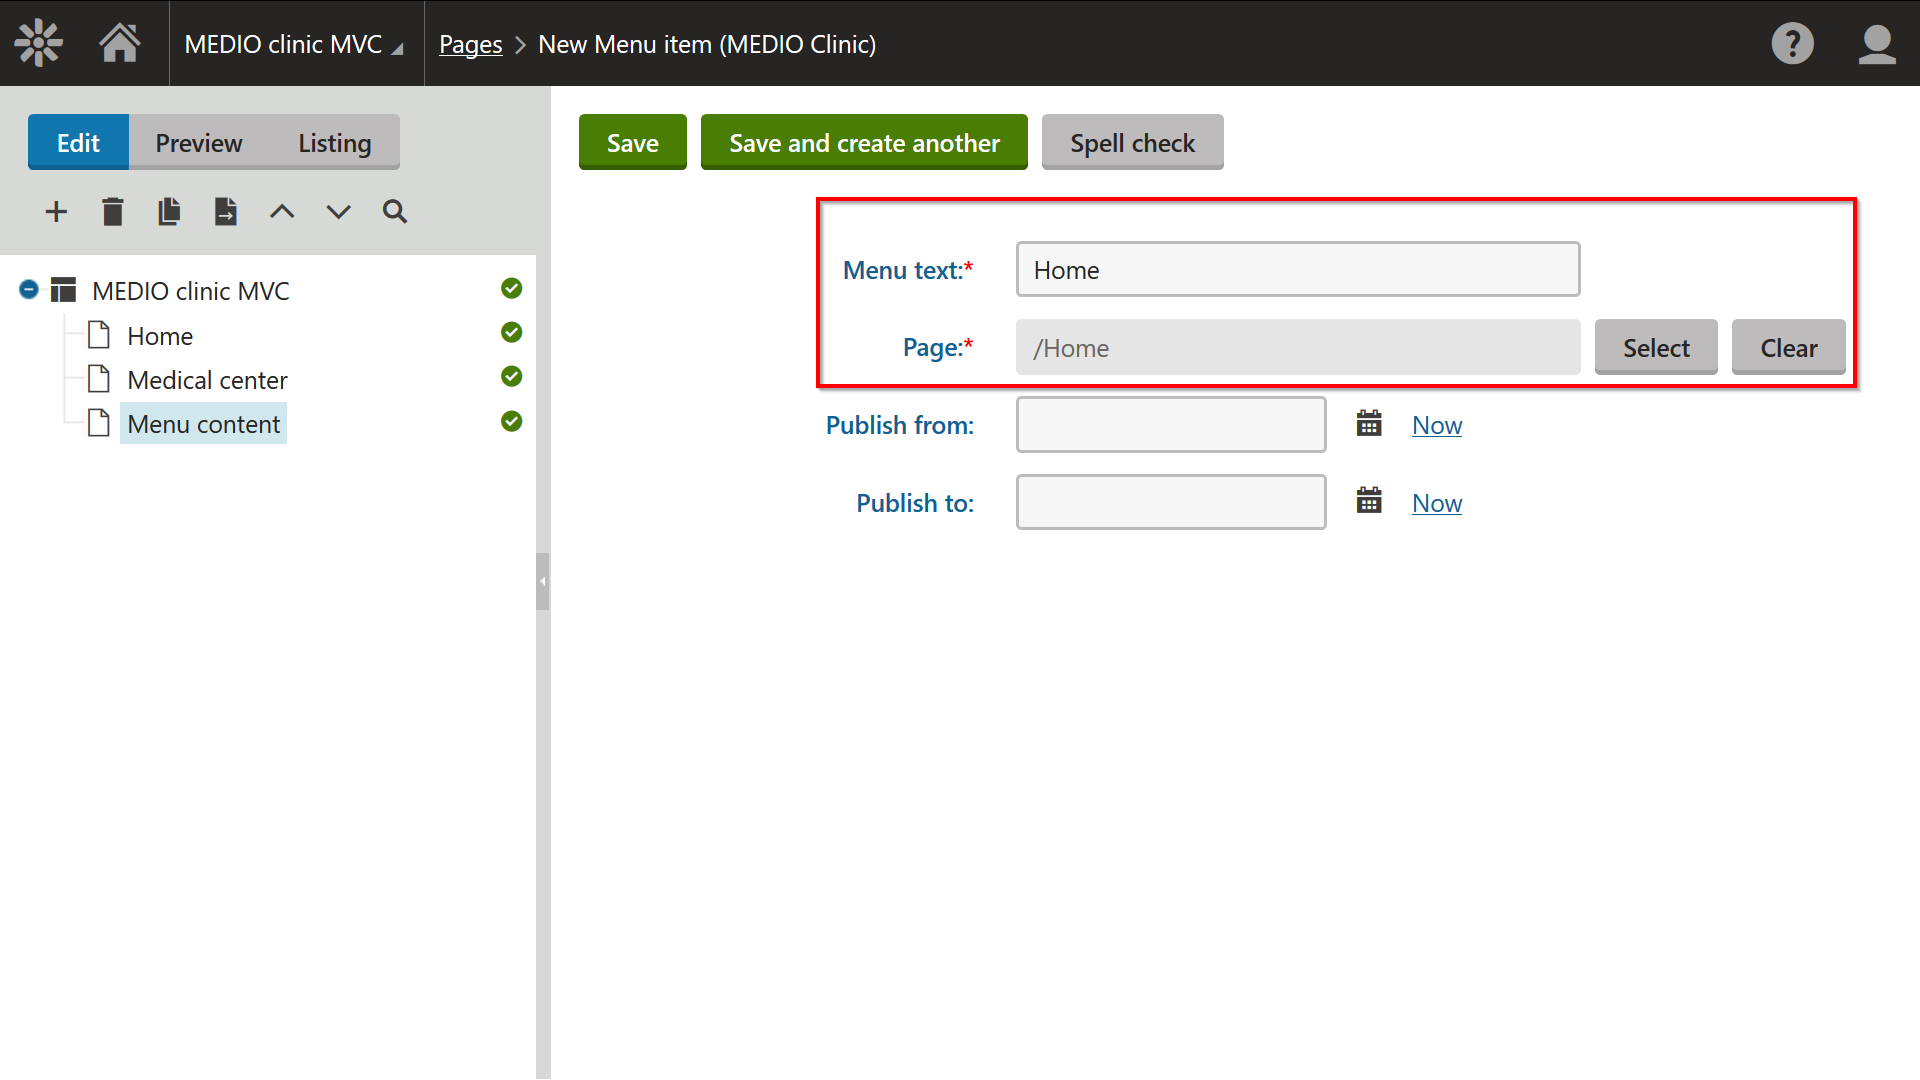 MEDIO clinic MVC
Pages > New Menu item (MEDIO Clinic)
?
Edit
Preview
Listing
Save
Save and create another
Spell check
MEDIO clinic MVC
Home
Medical center
Menu content
Menu text:*
Home
Page:*
/Home
Select
Clear
Publish from:
Now
Publish to:
Now